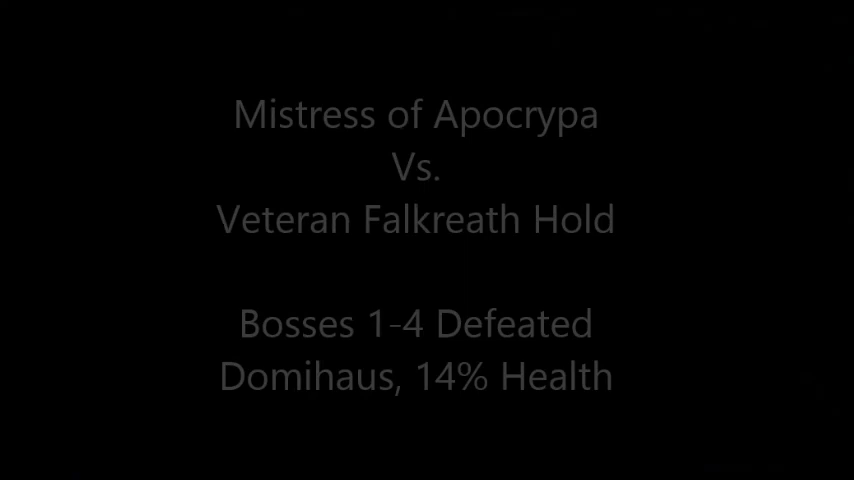 Mistress of Apocrypa
Vs.
Veteran Falkreath Hold
Bosses 1-4 Defeated
Domihaus, 14% Health